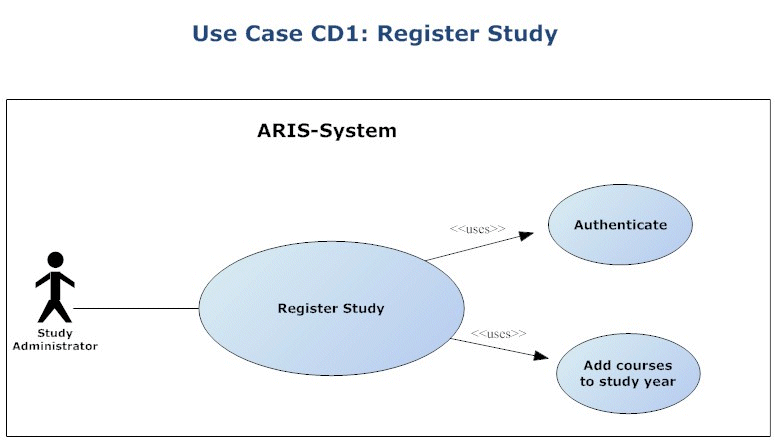 Use Case CD1: Register Study
ARIS-System
<<uses>>
Authenticate
Register Study
Study
Administrator
<<uses>>
Add courses
to study year